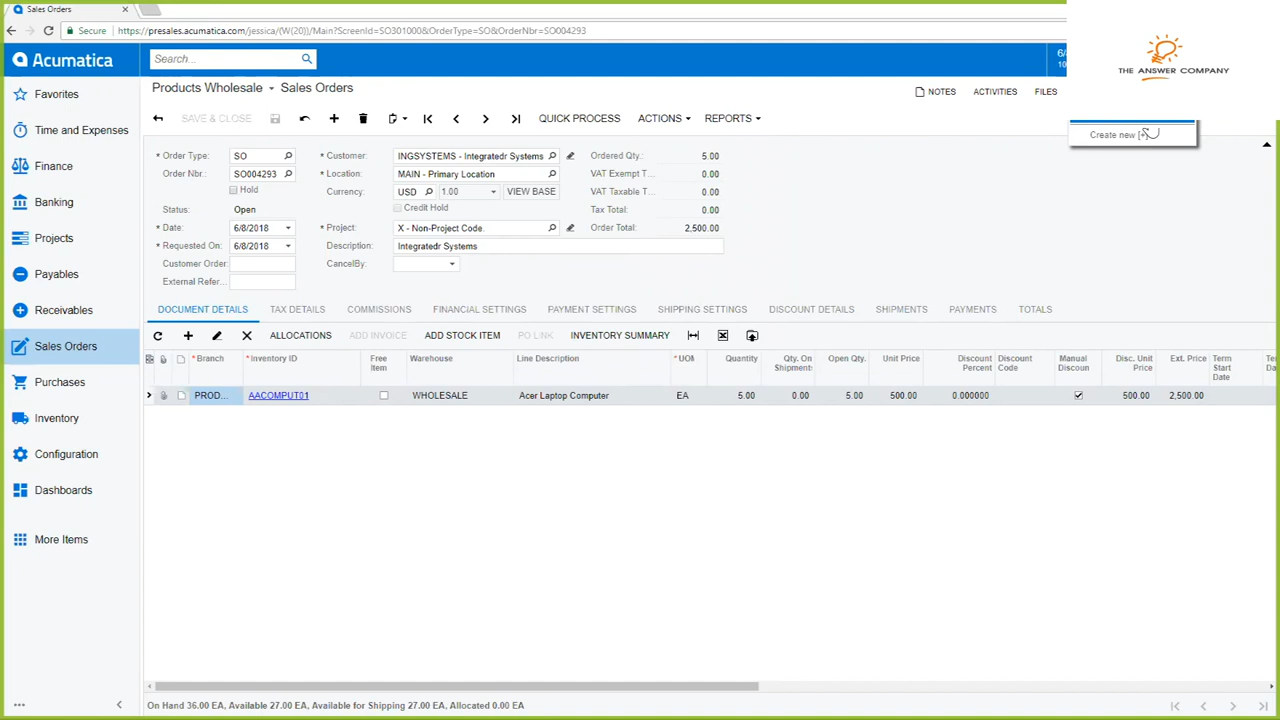 Sales Orders
Secure
https://presales.acumatica.com/jessica/(W(20))/Main?ScreenId=SO301000&OrderType=SO&OrderNbr=SO004293
Acumatica
Search...
6/
10
THE ANSWER COMPANY
Create new [+]
Products Wholesale Sales Orders
NOTES ACTIVITIES FILES
SAVE & CLOSE QUICK PROCESS ACTIONS REPORTS
Favorites
Time and Expenses
Finance
Banking
Projects
Payables
Receivables
Sales Orders
Purchases
Inventory
Configuration
Dashboards
More Items
* Order Type: SO * Customer: INGSYSTEMS - Integratedr Systems Ordered Qty.: 5.00
Order Nbr.: SO004293 * Location: MAIN - Primary Location VAT Exempt T... 0.00
Hold Currency: USD 1.00 VIEW BASE VAT Taxable T... 0.00
Status: Open Credit Hold Tax Total: 0.00
* Date: 6/8/2018 * Project: X - Non-Project Code. Order Total: 2,500.00
* Requested On: 6/8/2018 Description: Integratedr Systems
Customer Order: CancelBy:
External Refer...
DOCUMENT DETAILS TAX DETAILS COMMISSIONS FINANCIAL SETTINGS PAYMENT SETTINGS SHIPPING SETTINGS DISCOUNT DETAILS SHIPMENTS PAYMENTS TOTALS
ALLOCATIONS ADD INVOICE ADD STOCK ITEM PO LINK INVENTORY SUMMARY
* Branch * Inventory ID Free Item Warehouse Line Description * UOM Quantity Qty. On Shipments Open Qty. Unit Price Discount Percent Discount Code Manual Discoun Disc. Unit Price Ext. Price Term Start Date Te Da
PROD... AACOMPUT01 WHOLESALE Acer Laptop Computer EA 5.00 0.00 5.00 500.00 0.000000 500.00 2,500.00
On Hand 36.00 EA, Available 27.00 EA, Available for Shipping 27.00 EA, Allocated 0.00 EA